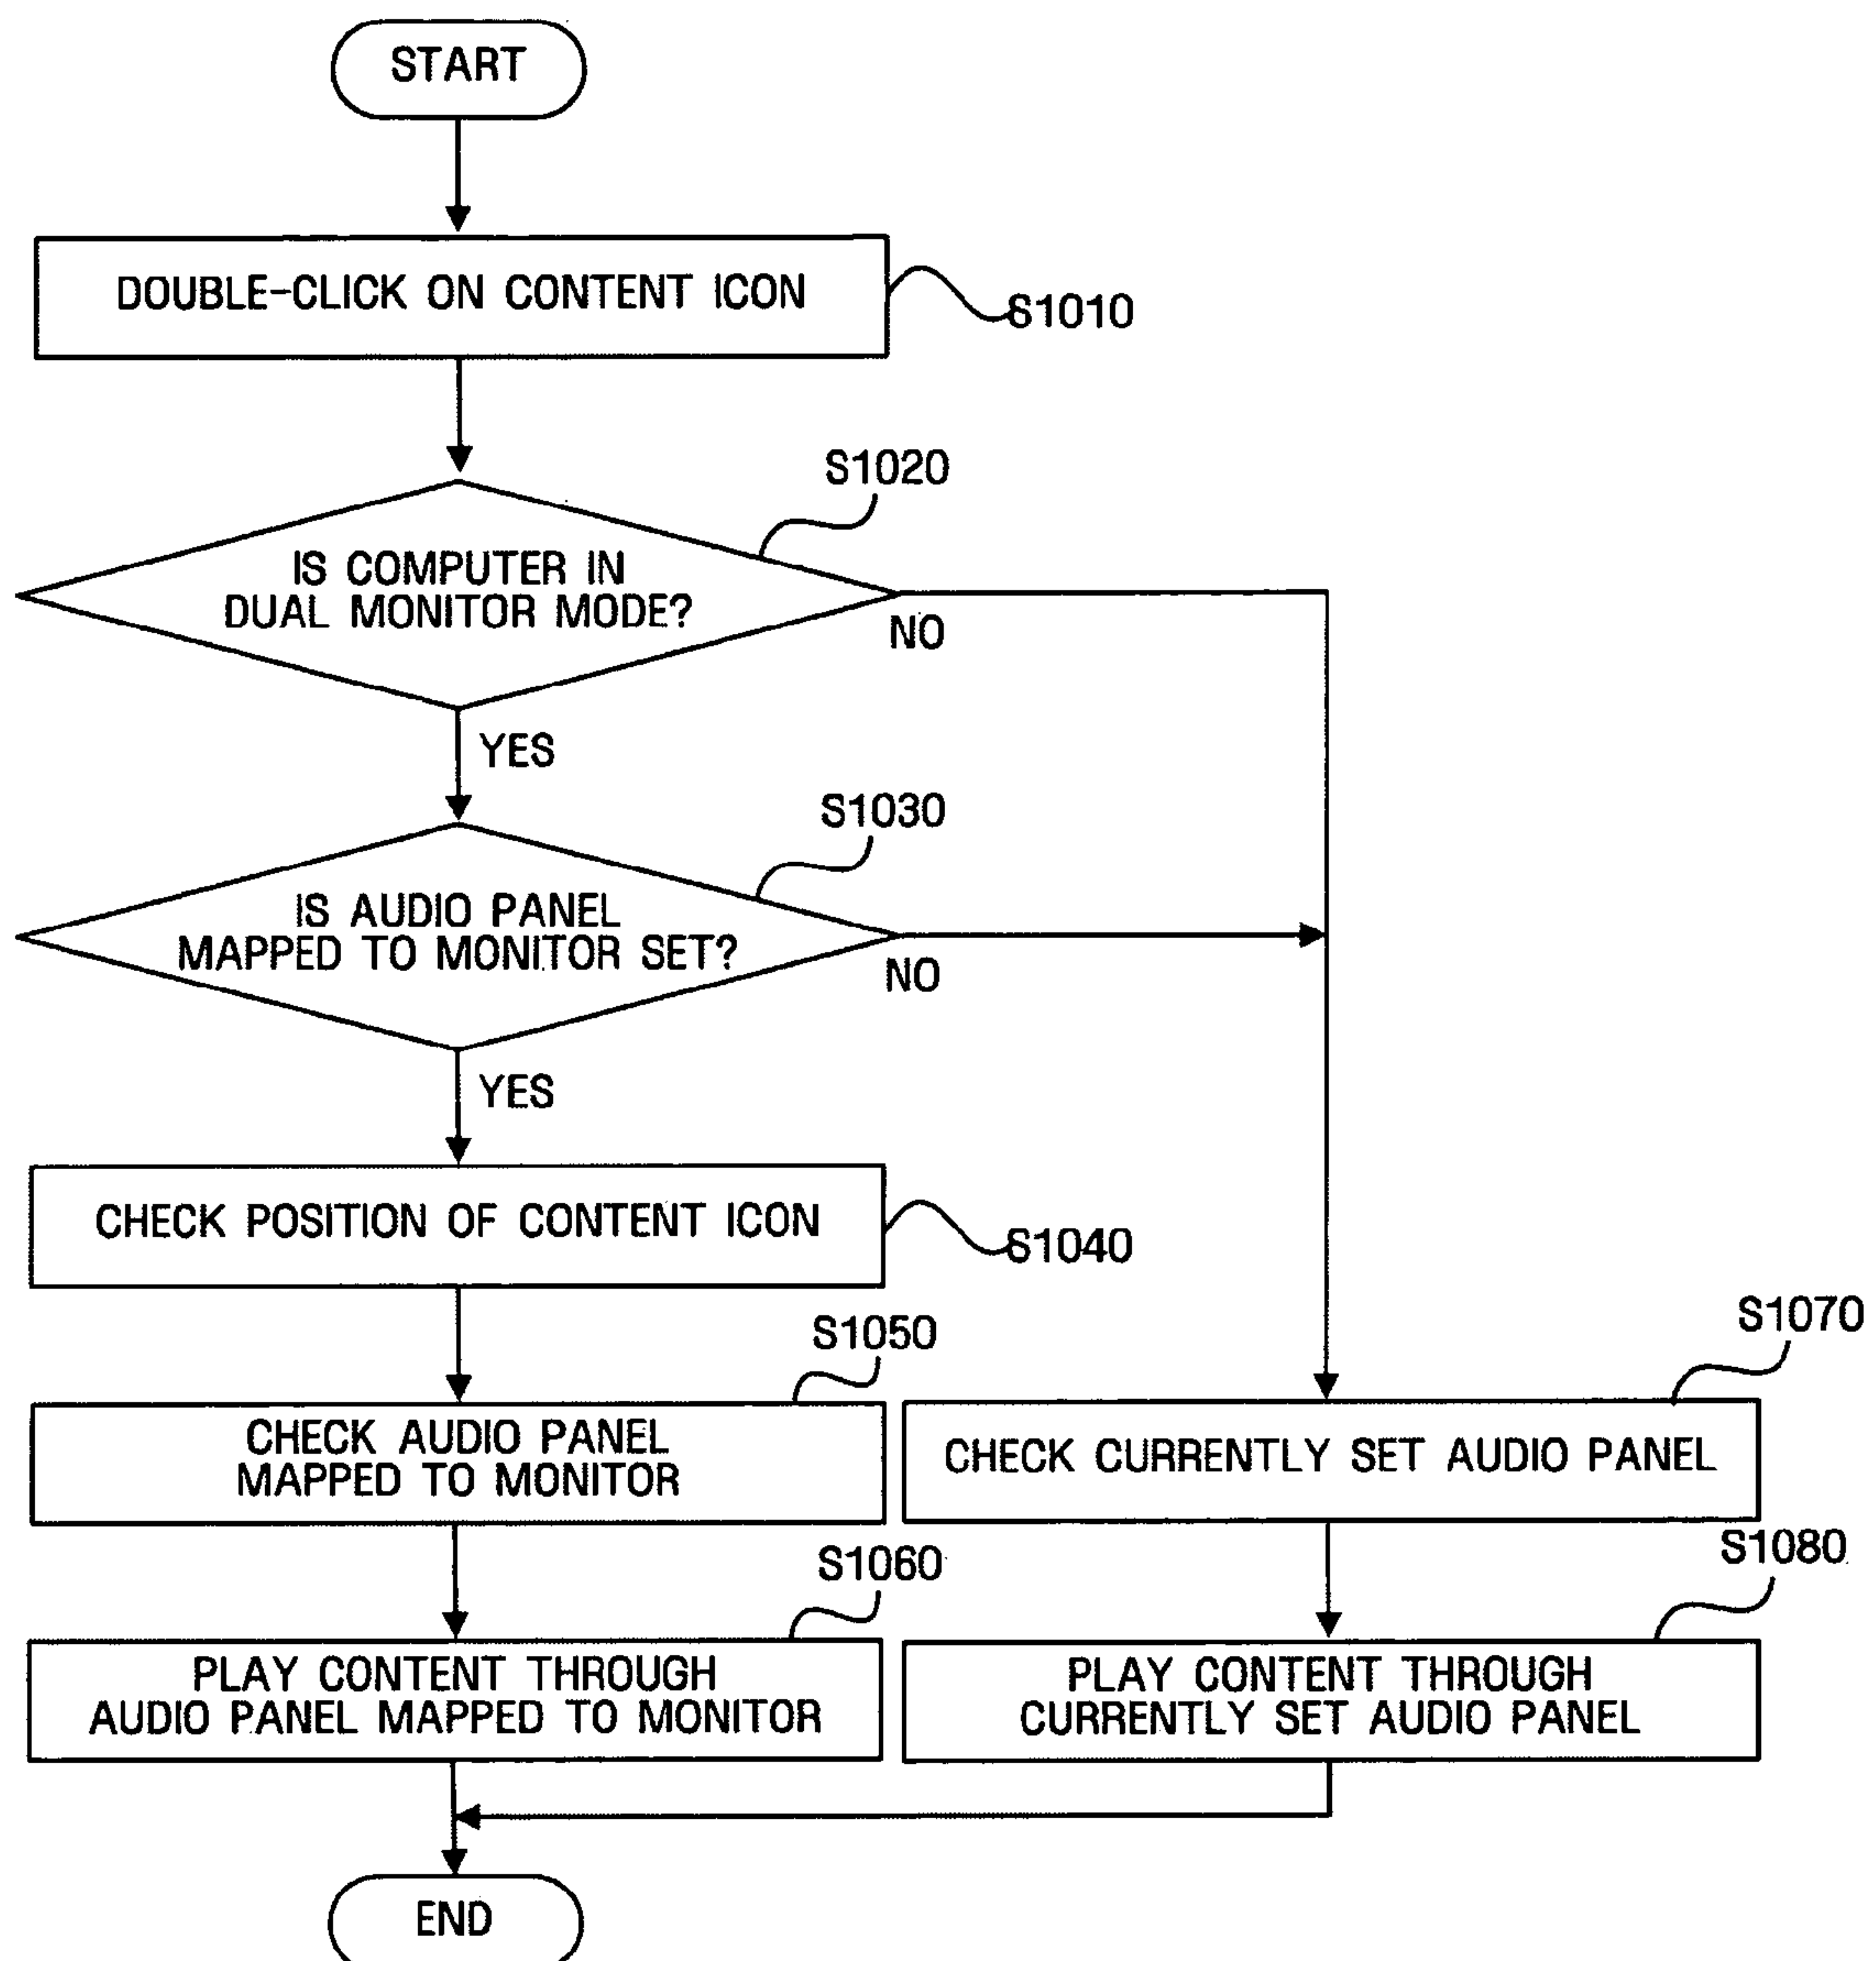 START
DOUBLE-CLICK ON CONTENT ICON
S1010
S1020
IS COMPUTER IN
DUAL MONITOR MODE?
NO
YES
S1030
IS AUDIO PANEL
MAPPED TO MONITOR SET?
NO
YES
CHECK POSITION OF CONTENT ICON
S1040
S1050
CHECK AUDIO PANEL
MAPPED TO MONITOR
S1070
CHECK CURRENTLY SET AUDIO PANEL
S1060
PLAY CONTENT THROUGH
AUDIO PANEL MAPPED TO MONITOR
S1080
PLAY CONTENT THROUGH
CURRENTLY SET AUDIO PANEL
END